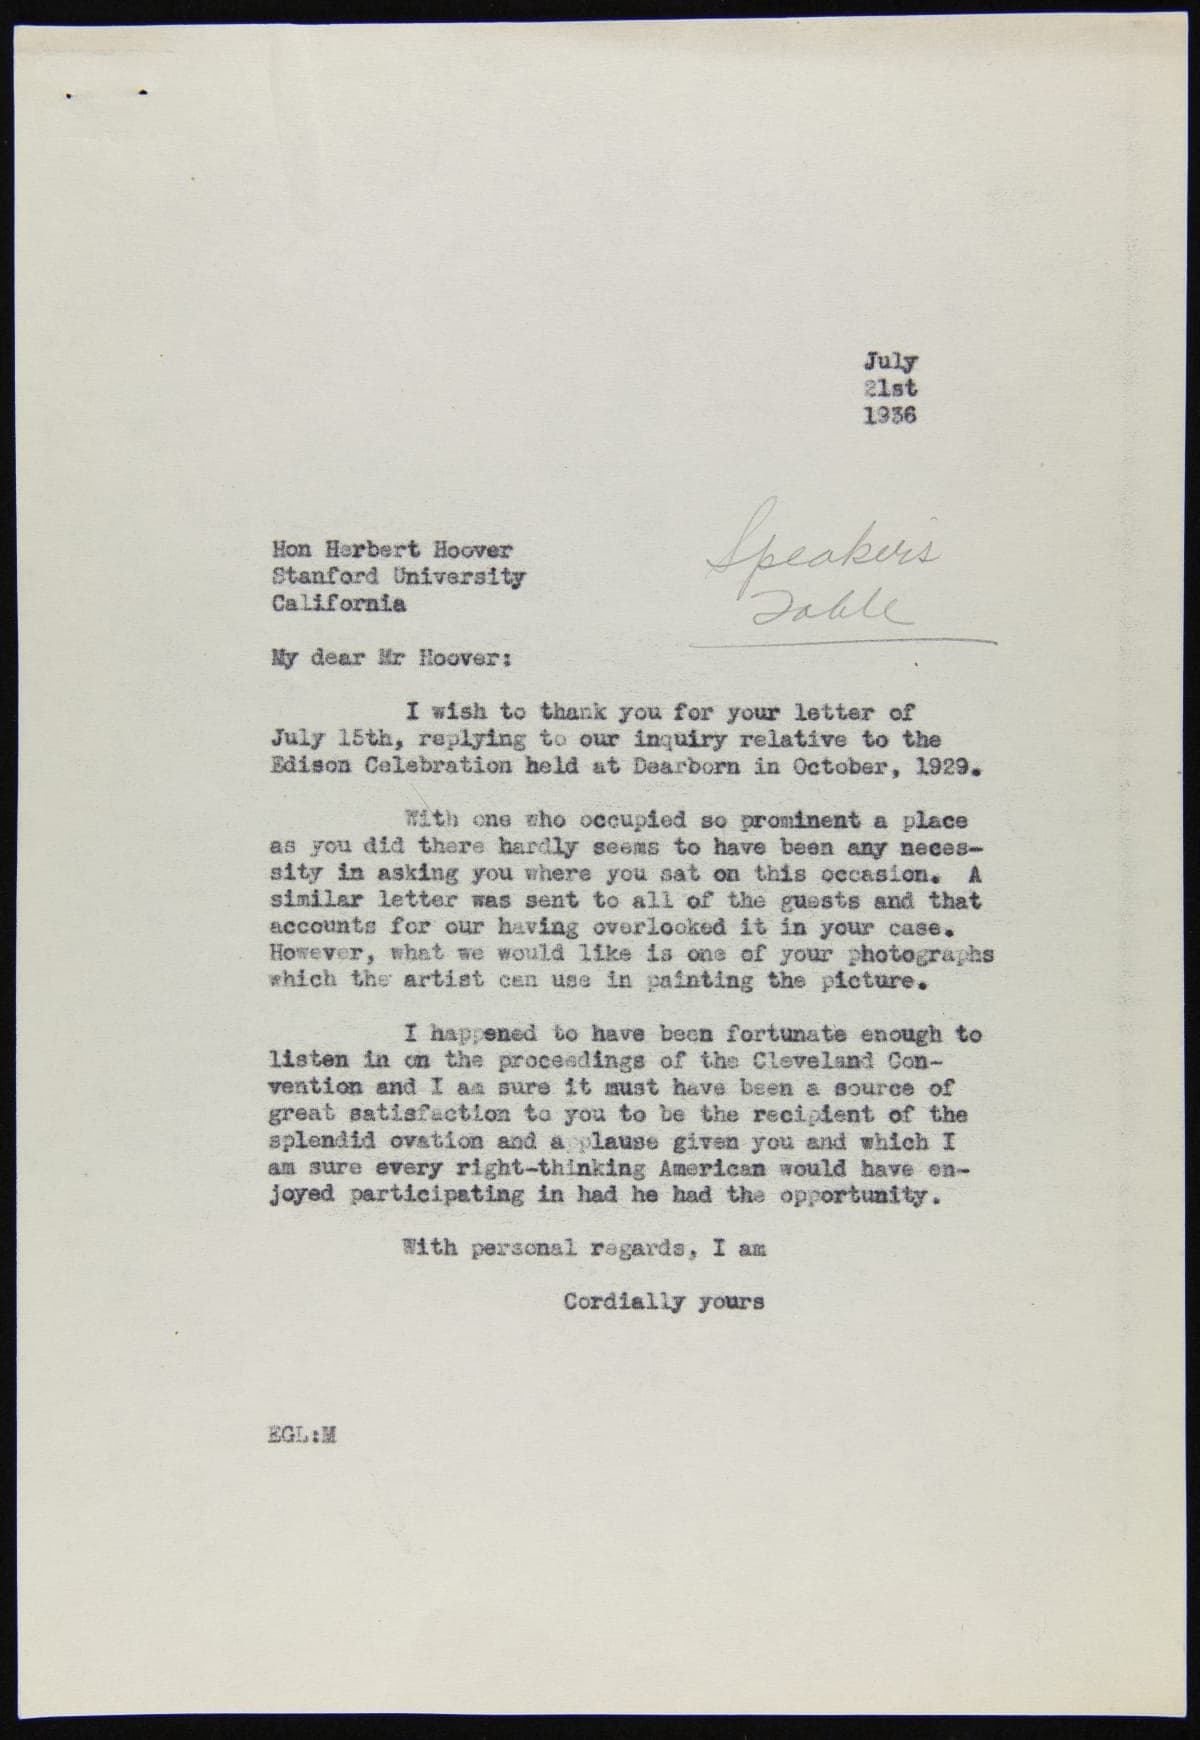 July
21st
1936
Hon Herbert Hoover
Stanford University
California
Speakers
Table
My dear Mr Hoover:
I wish to thank you for your letter of
July 15th, replying to our inquiry relative to the
Edison Celebration held at Dearborn in October, 1929.
With one who occupied so prominent a place
as you did there hardly seems to have been any neces-
sity in asking you where you sat on this occasion. A
similar letter was sent to all of the guests and that
accounts for our having overlooked it in your case.
However, what we would like is one of your photographs
which the artist can use in painting the picture.
I happened to have been fortunate enough to
listen in on the proceedings of the Cleveland Con-
vention and I am sure it must have been a source of
great satisfaction to you to be the recipient of the
splendid ovation and applause given you and which I
am sure every right-thinking American would have en-
joyed participating in had he had the opportunity.
With personal regards, I am
Cordially yours
EGL:M